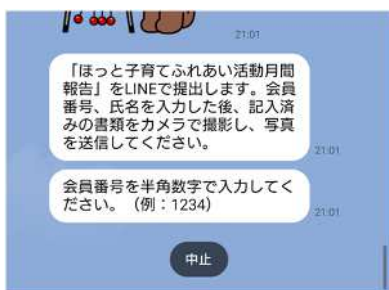 21:01
「ほっと子育てふれあい活動月間
報告」をLINEで提出します。会員
番号、氏名を入力した後、記入済
みの書類をカメラで撮影し、写真
を送信してください。
21:01
会員番号を半角数字で入力してく
ださい。（例：1234）
21:01
中止